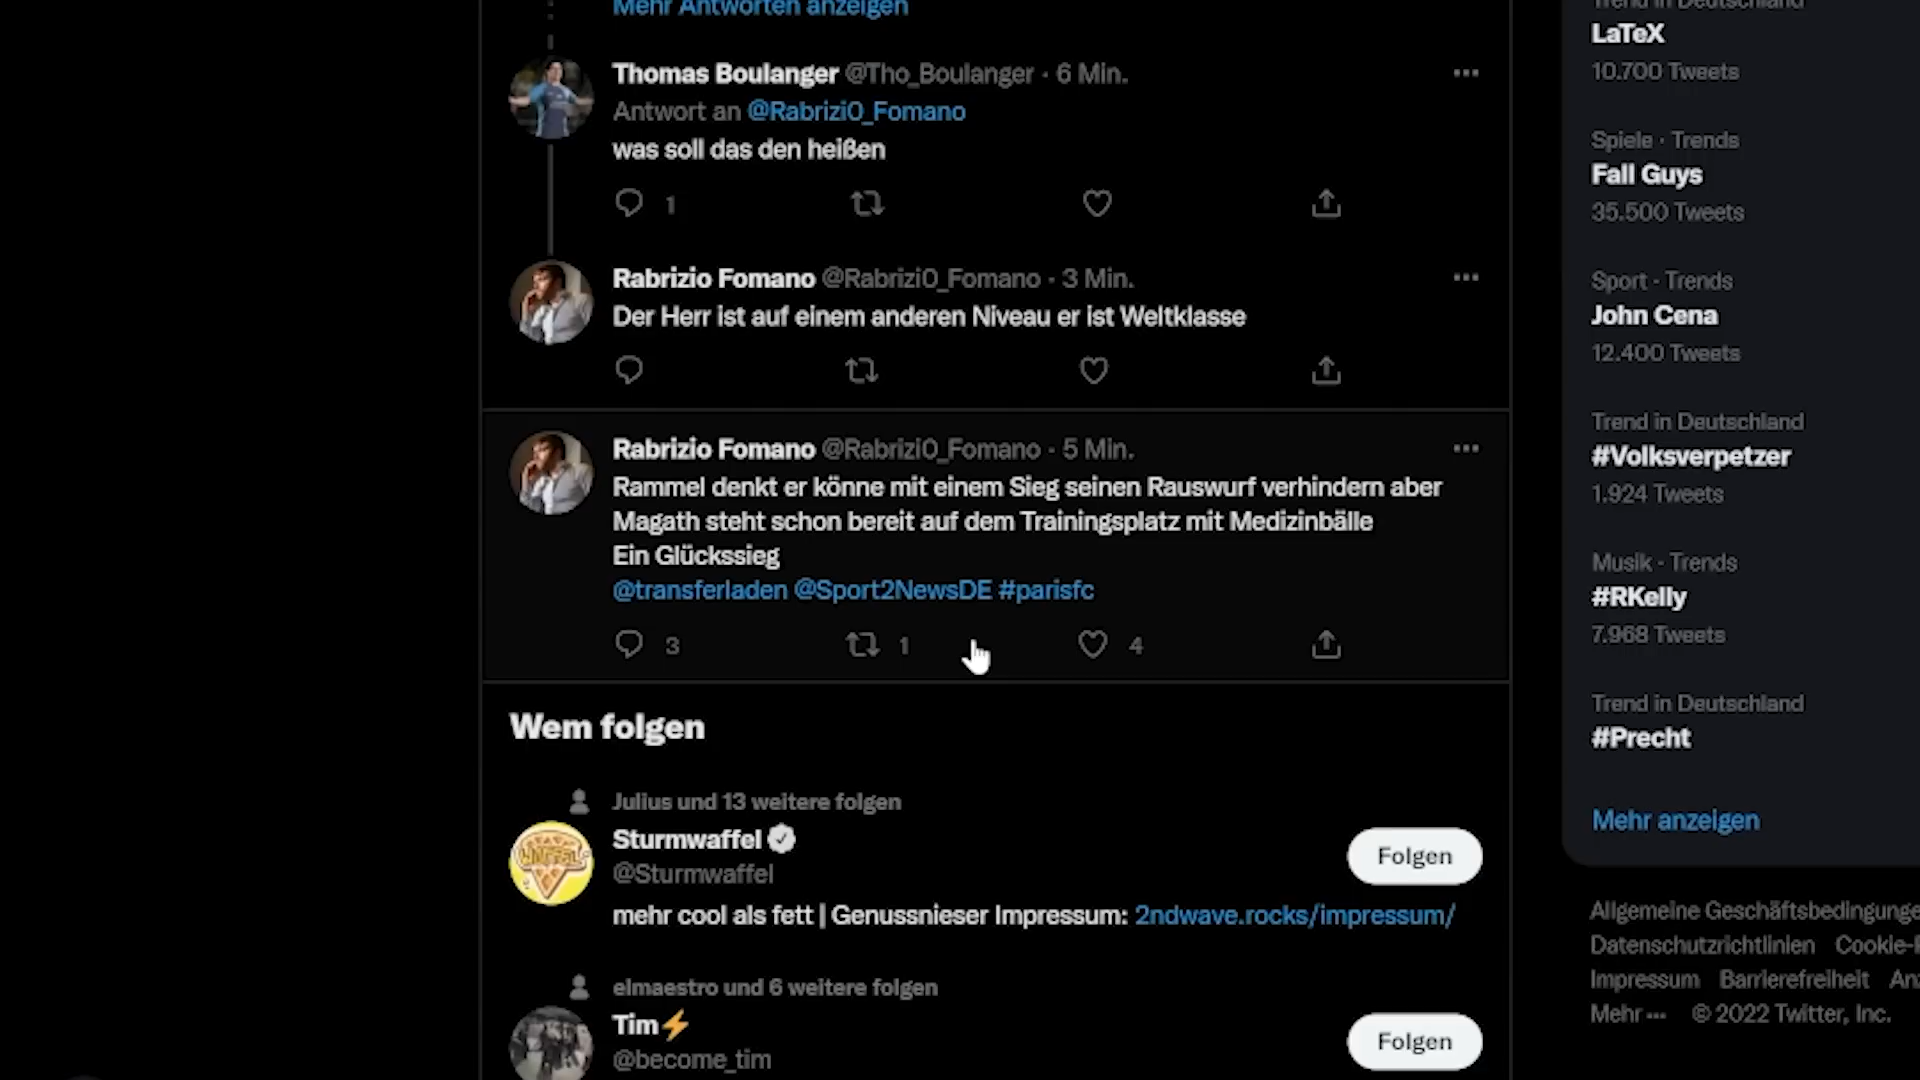 Mehr Antworten anzeigen
Thomas Boulanger @Tho_Boulanger · 6 Min.
Antwort an @Rabrizi0_Fomano
was soll das den heißen
1
Rabrizio Fomano @Rabrizi0_Fomano · 3 Min.
Der Herr ist auf einem anderen Niveau er ist Weltklasse
Rabrizio Fomano @Rabrizi0_Fomano · 5 Min.
Rammel denkt er könne mit einem Sieg seinen Rauswurf verhindern aber
Magath steht schon bereit auf dem Trainingsplatz mit Medizinbälle
Ein Glückssieg
@transferladen @Sport2NewsDE #parisfc
3 1 4
Wem folgen
Julius und 13 weitere folgen
Sturmwaffel
@Sturmwaffel
Folgen
mehr cool als fett | Genussnieser Impressum: 2ndwave.rocks/impressum/
elmaestro und 6 weitere folgen
Tim⚡
@become_tim
Folgen
Trend in Deutschland
LaTeX
10.700 Tweets
Spiele · Trends
Fall Guys
35.500 Tweets
Sport · Trends
John Cena
12.400 Tweets
Trend in Deutschland
#Volksverpetzer
1.924 Tweets
Musik · Trends
#RKelly
7.968 Tweets
Trend in Deutschland
#Precht
Mehr anzeigen
Allgemeine Geschäftsbedingunge
Datenschutzrichtlinien Cookie-
Impressum Barrierefreiheit
Mehr ··· © 2022 Twitter, Inc.